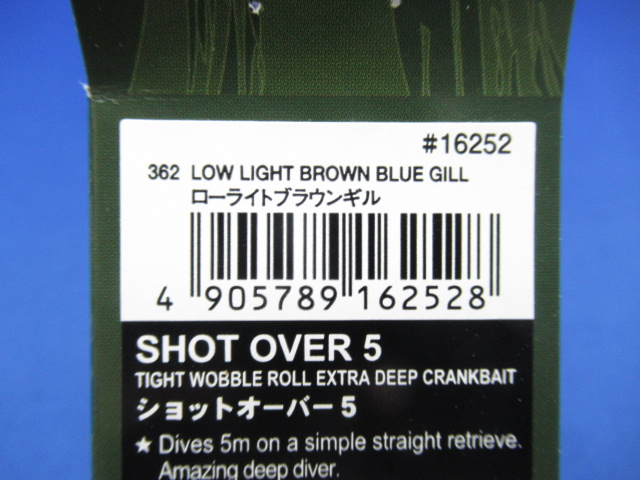 #16252
362 LOW LIGHT BROWN BLUE GILL
ローライトブラウンギル
4 905789 162528
SHOT OVER 5
TIGHT WOBBLE ROLL EXTRA DEEP CRANKBAIT
ショットオーバー5
★ Dives 5m on a simple straight retrieve.
Amazing deep diver.